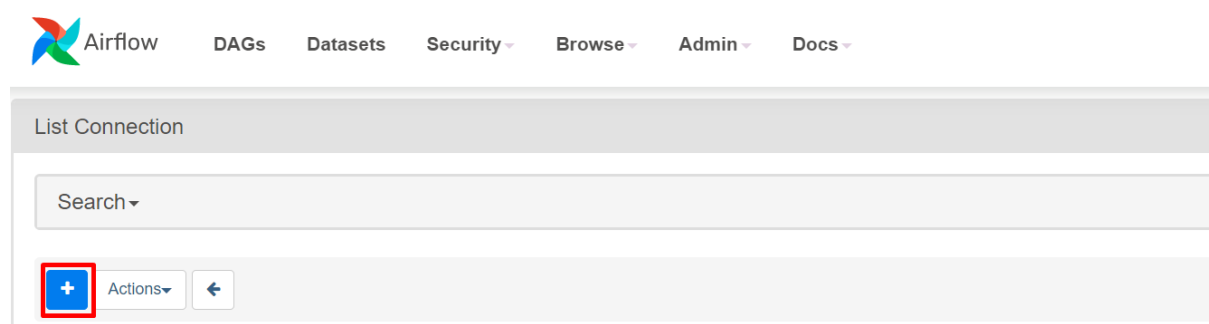 Airflow DAGs Datasets Security Browse Admin Docs
List Connection
Search
+ Actions